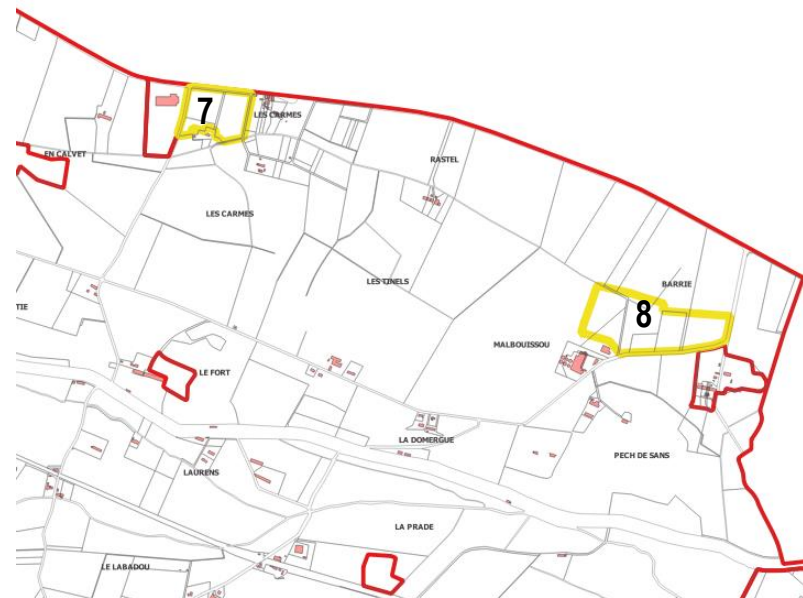 7
LES CARMES
EN CALVET
RASTEL
LES CARMES
LES TINELS
BARRIE
8
TIE
MALBOUISSOU
LE FORT
LA DOMERGUE
PECH DE SANS
LAURENS
LA PRADE
LE LABADOU